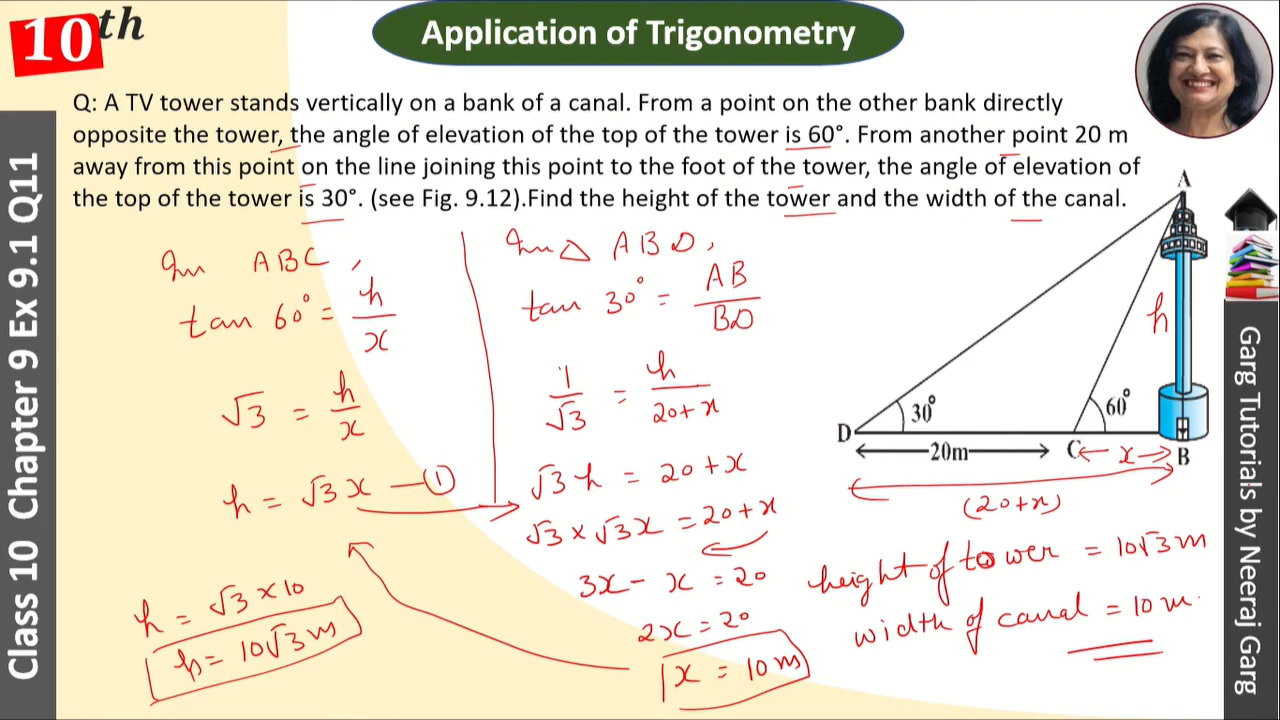 10th
Application of Trigonometry
Q: A TV tower stands vertically on a bank of a canal. From a point on the other bank directly
opposite the tower, the angle of elevation of the top of the tower is 60°. From another point 20 m
away from this point on the line joining this point to the foot of the tower, the angle of elevation of
the top of the tower is 30°. (see Fig. 9.12).Find the height of the tower and the width of the canal.
Class 10 Chapter 9 Ex 9.1 Q11
In ABC,
tan 60° = h/x
√3 = h/x
h = √3 x — ①
h = √3 × 10
h = 10√3 m
In △ ABD,
tan 30° = AB/BD
1/√3 = h/20+x
√3 h = 20 + x
√3 × √3x = 20 + x
3x - x = 20
2x = 20
x = 10 m
A
h
30°
60°
D
20m
C
x
B
(20+x)
height of tower = 10√3 m
width of canal = 10 m.
Garg Tutorials by Neeraj Garg